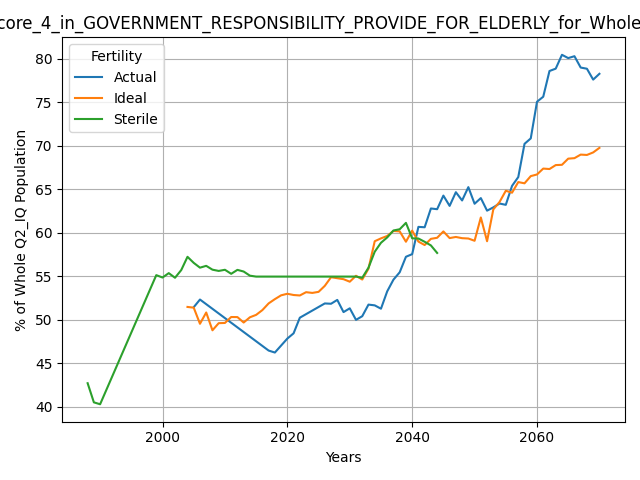 core_4_in_GOVERNMENT_RESPONSIBILITY_PROVIDE_FOR_ELDERLY_for_Whole
Fertility
Actual
Ideal
Sterile
% of Whole Q2_IQ Population
80
75
70
65
60
55
50
45
40
2000 2020 2040 2060
Years